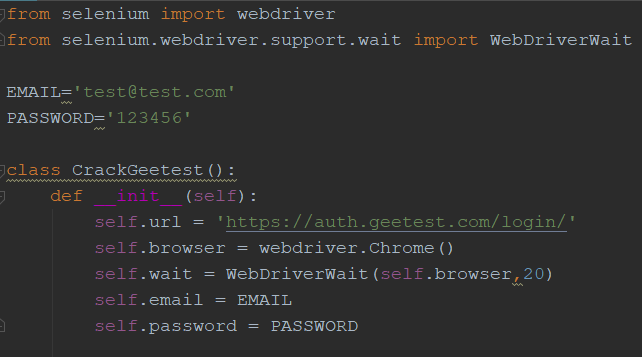 from selenium import webdriver
from selenium.webdriver.support.wait import WebDriverWait
EMAIL='test@test.com'
PASSWORD='123456'
class CrackGeetest():
def __init__(self):
self.url = 'https://auth.geetest.com/login/'
self.browser = webdriver.Chrome()
self.wait = WebDriverWait(self.browser,20)
self.email = EMAIL
self.password = PASSWORD